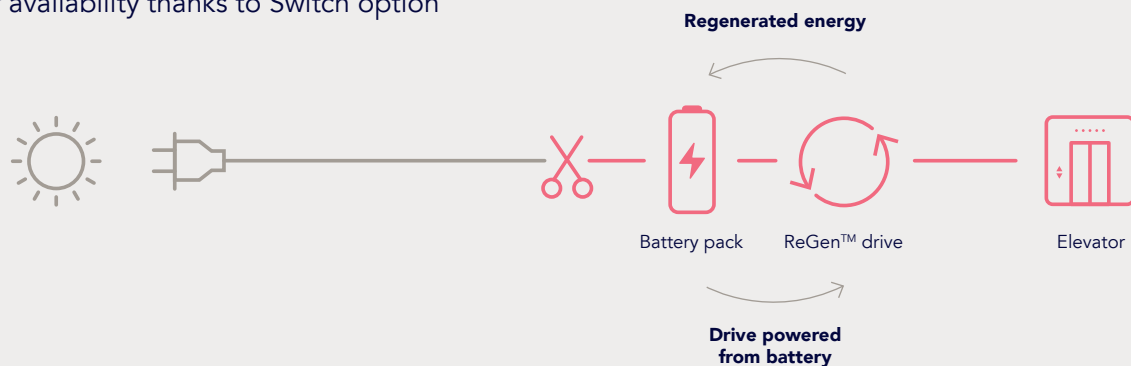 availability thanks to Switch option
Regenerated energy
Battery pack
ReGen™ drive
Elevator
Drive powered
from battery